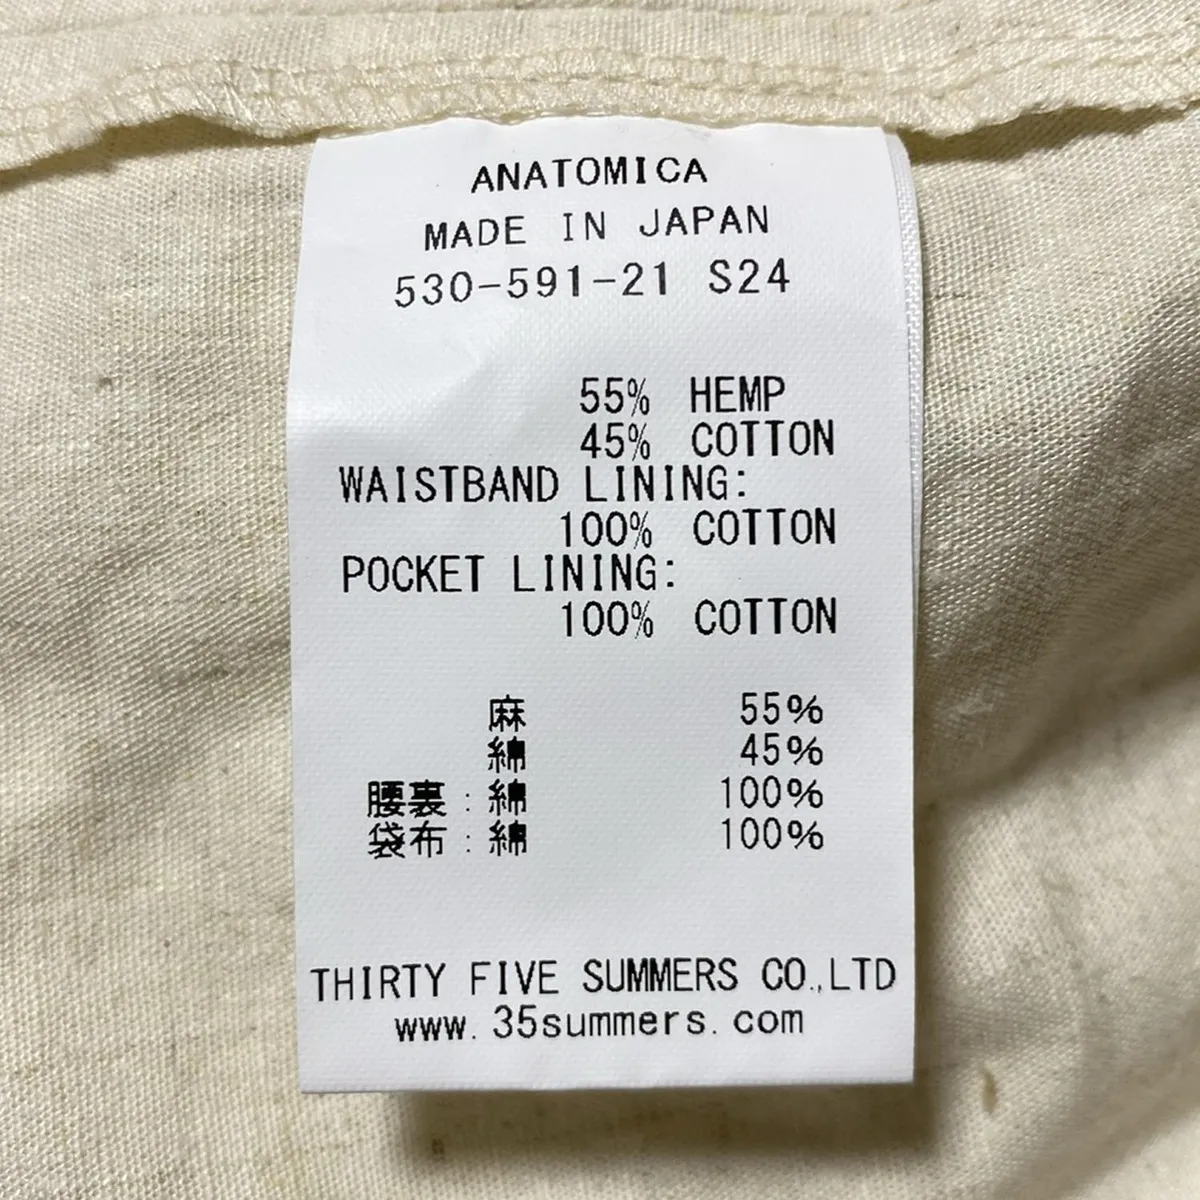 ANATOMICA
MADE IN JAPAN
530-591-21 S24
55% HEMP
45% COTTON
WAISTBAND LINING:
100% COTTON
POCKET LINING:
100% COTTON
麻 55%
綿 45%
腰裏:綿 100%
袋布:綿 100%
THIRTY FIVE SUMMERS CO.,LTD
www.35summers.com